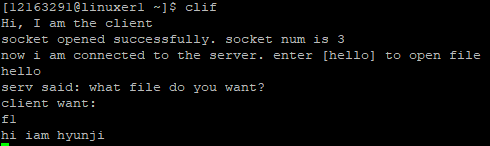 [12163291@linuxer1 ~]$ clif
Hi, I am the client
socket opened successfully. socket num is 3
now i am connected to the server. enter [hello] to open file
hello
serv said: what file do you want?
client want:
f1
hi iam hyunji